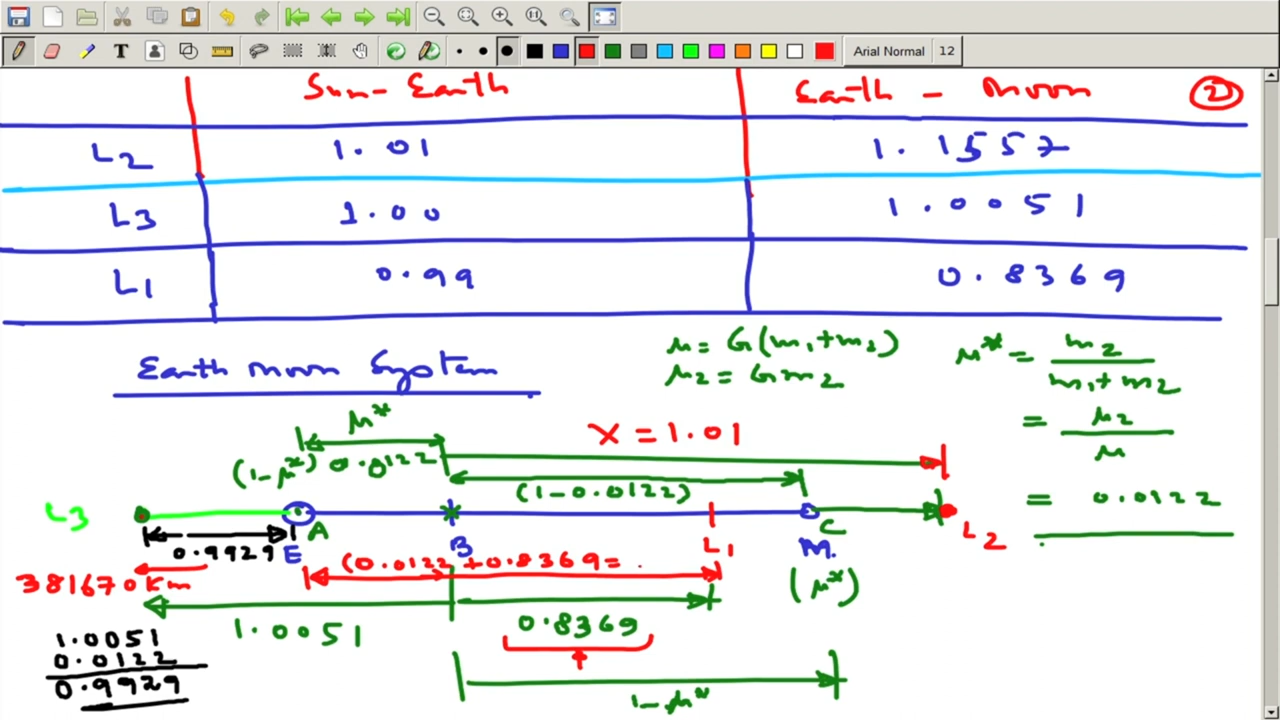 T Arial Normal 12
Sun-Earth Earth - Moon 2
L2 1.01 1.1557
L3 1.00 1.0051
L1 0.99 0.8369
Earth moon System
μ = G(m1+m2)
μ2 = Gm2
μ* = m2 / m1+m2
= μ2 / μ
= 0.0122
μ*
X = 1.01
(1-μ*) 0.0122
(1-0.0122)
L3 A B L1 C L2
0.9929 E M.
(0.0122+0.8369=
381670 Km
(μ*)
1.0051 0.8369
1.0051
0.0122
0.9929
1-μ*